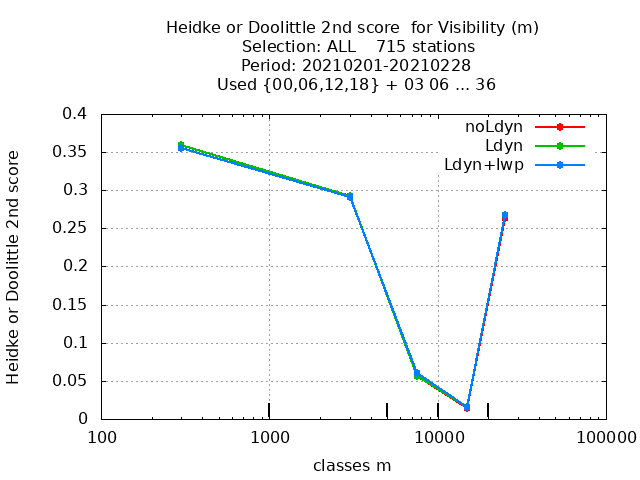 Heidke or Doolittle 2nd score  for Visibility (m)
Selection: ALL    715 stations
Period: 20210201-20210228
Used {00,06,12,18} + 03 06 ... 36
noLdyn
Ldyn
Ldyn+lwp
Heidke or Doolittle 2nd score
0.4
0.35
0.3
0.25
0.2
0.15
0.1
0.05
0
100
1000
10000
100000
classes m